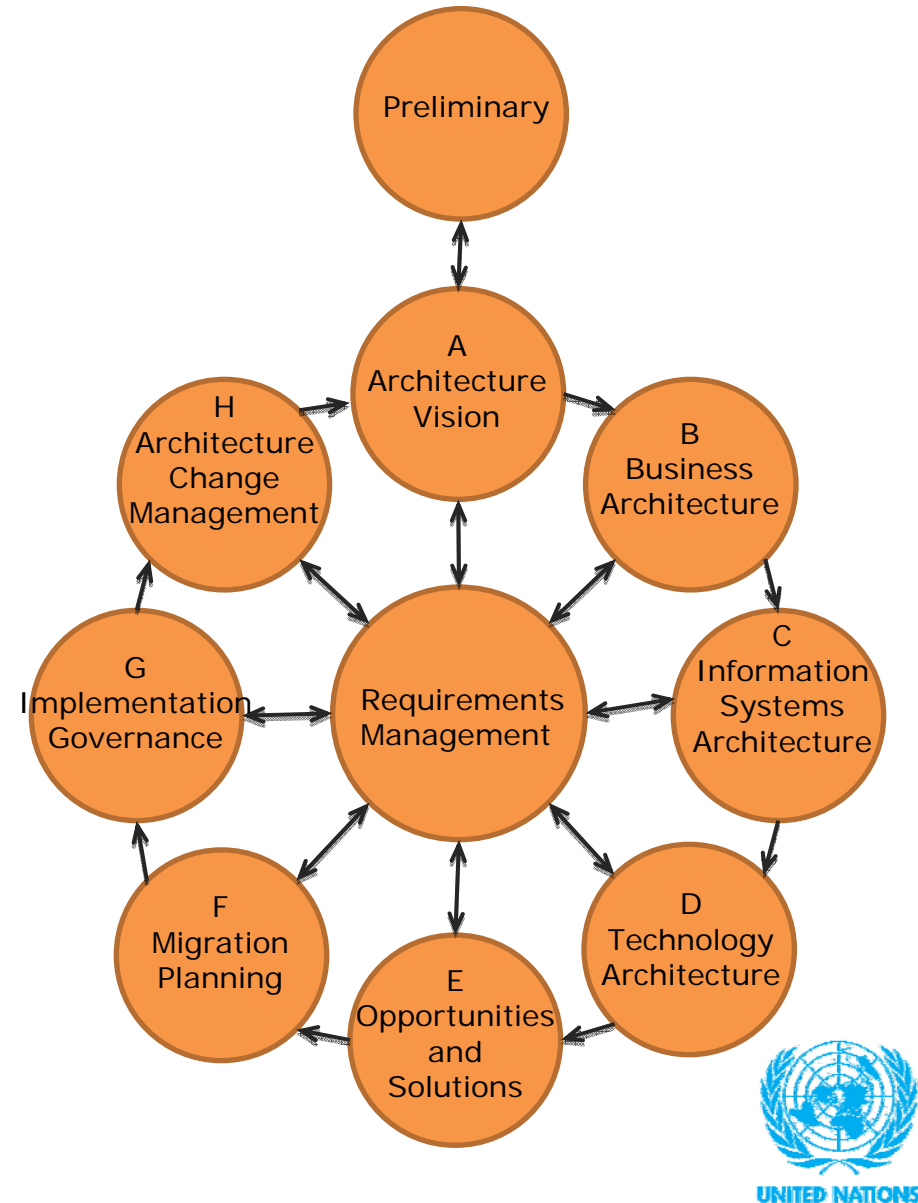 Preliminary
A
Architecture
Vision
B
Business
Architecture
C
Information
Systems
Architecture
D
Technology
Architecture
E
Opportunities
and
Solutions
F
Migration
Planning
G
Implementation
Governance
H
Architecture
Change
Management
Requirements
Management
UNITED NATIONS